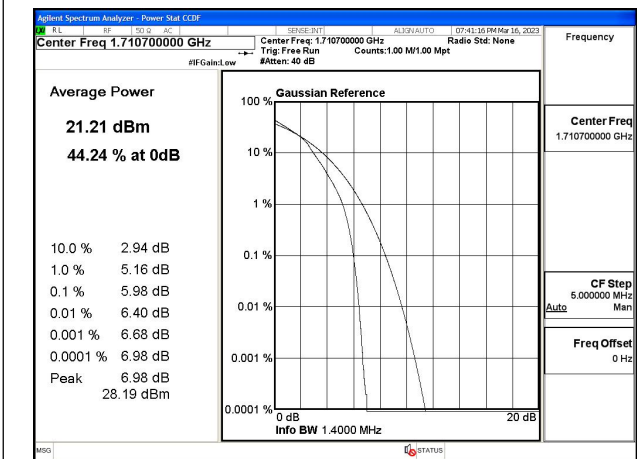 Agilent Spectrum Analyzer - Power Stat CCDF
RL RF 50 Ω AC SENSE:INT ALIGN AUTO 07:41:16 PM Mar 16, 2023
Center Freq 1.710700000 GHz
Center Freq: 1.710700000 GHz Radio Std: None
Trig: Free Run Counts:1.00 M/1.00 Mpt
#IFGain:Low #Atten: 40 dB
Frequency
Average Power
21.21 dBm
44.24 % at 0dB
10.0 % 2.94 dB
1.0 % 5.16 dB
0.1 % 5.98 dB
0.01 % 6.40 dB
0.001 % 6.68 dB
0.0001 % 6.98 dB
Peak 6.98 dB
28.19 dBm
Gaussian Reference
100 %
10 %
1 %
0.1 %
0.01 %
0.001 %
0.0001 %
0 dB 20 dB
Info BW 1.4000 MHz
Center Freq
1.710700000 GHz
CF Step
5.000000 MHz
Auto Man
Freq Offset
0 Hz
MSG STATUS